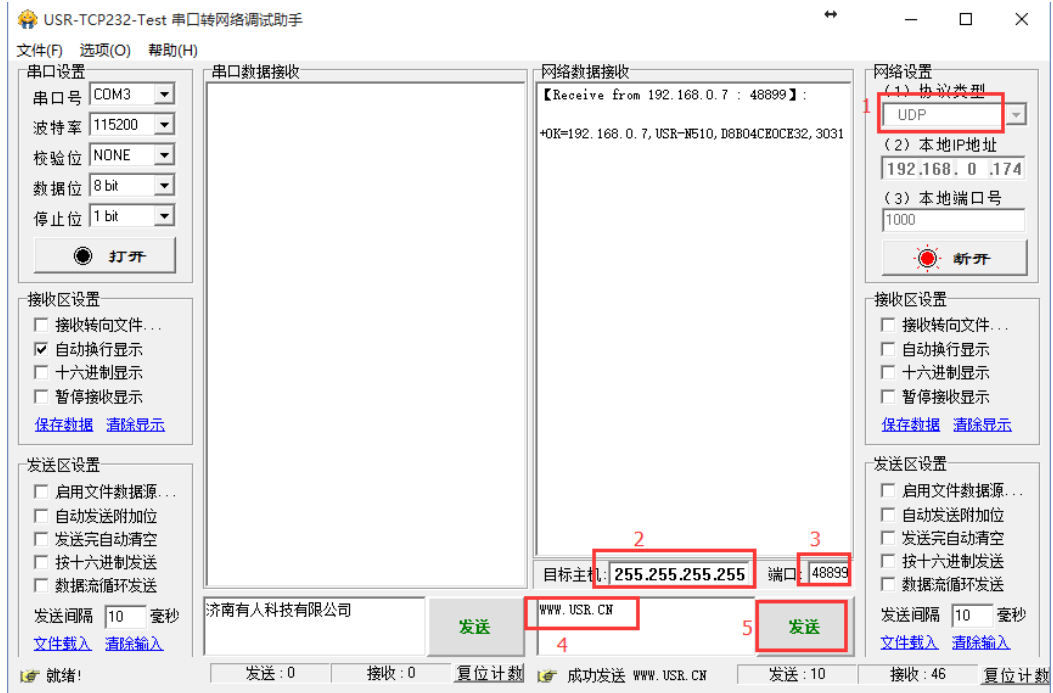 USR-TCP232-Test 串口转网络调试助手
文件(F) 选项(O) 帮助(H)
串口设置
串口号 COM3
波特率 115200
校验位 NONE
数据位 8 bit
停止位 1 bit
打开
接收区设置
接收转向文件...
自动换行显示
十六进制显示
暂停接收显示
保存数据 清除显示
发送区设置
启用文件数据源...
自动发送附加位
发送完自动清空
按十六进制发送
数据流循环发送
发送间隔 10 毫秒
文件载入 清除输入
串口数据接收
济南有人科技有限公司
发送
网络数据接收
【Receive from 192.168.0.7 : 48899】:
+OK=192.168.0.7,USR-N510,D8B04CE0CE32,3031
2
3
目标主机: 255.255.255.255 端口: 48899
WWW.USR.CN
4
5
发送
网络设置
(1) 协议类型
1
UDP
(2) 本地IP地址
192.168. 0 .174
(3) 本地端口号
1000
断开
接收区设置
接收转向文件...
自动换行显示
十六进制显示
暂停接收显示
保存数据 清除显示
发送区设置
启用文件数据源...
自动发送附加位
发送完自动清空
按十六进制发送
数据流循环发送
发送间隔 10 毫秒
文件载入 清除输入
就绪! 发送:0 接收:0 复位计数
成功发送 WWW.USR.CN 发送:10 接收:46 复位计数